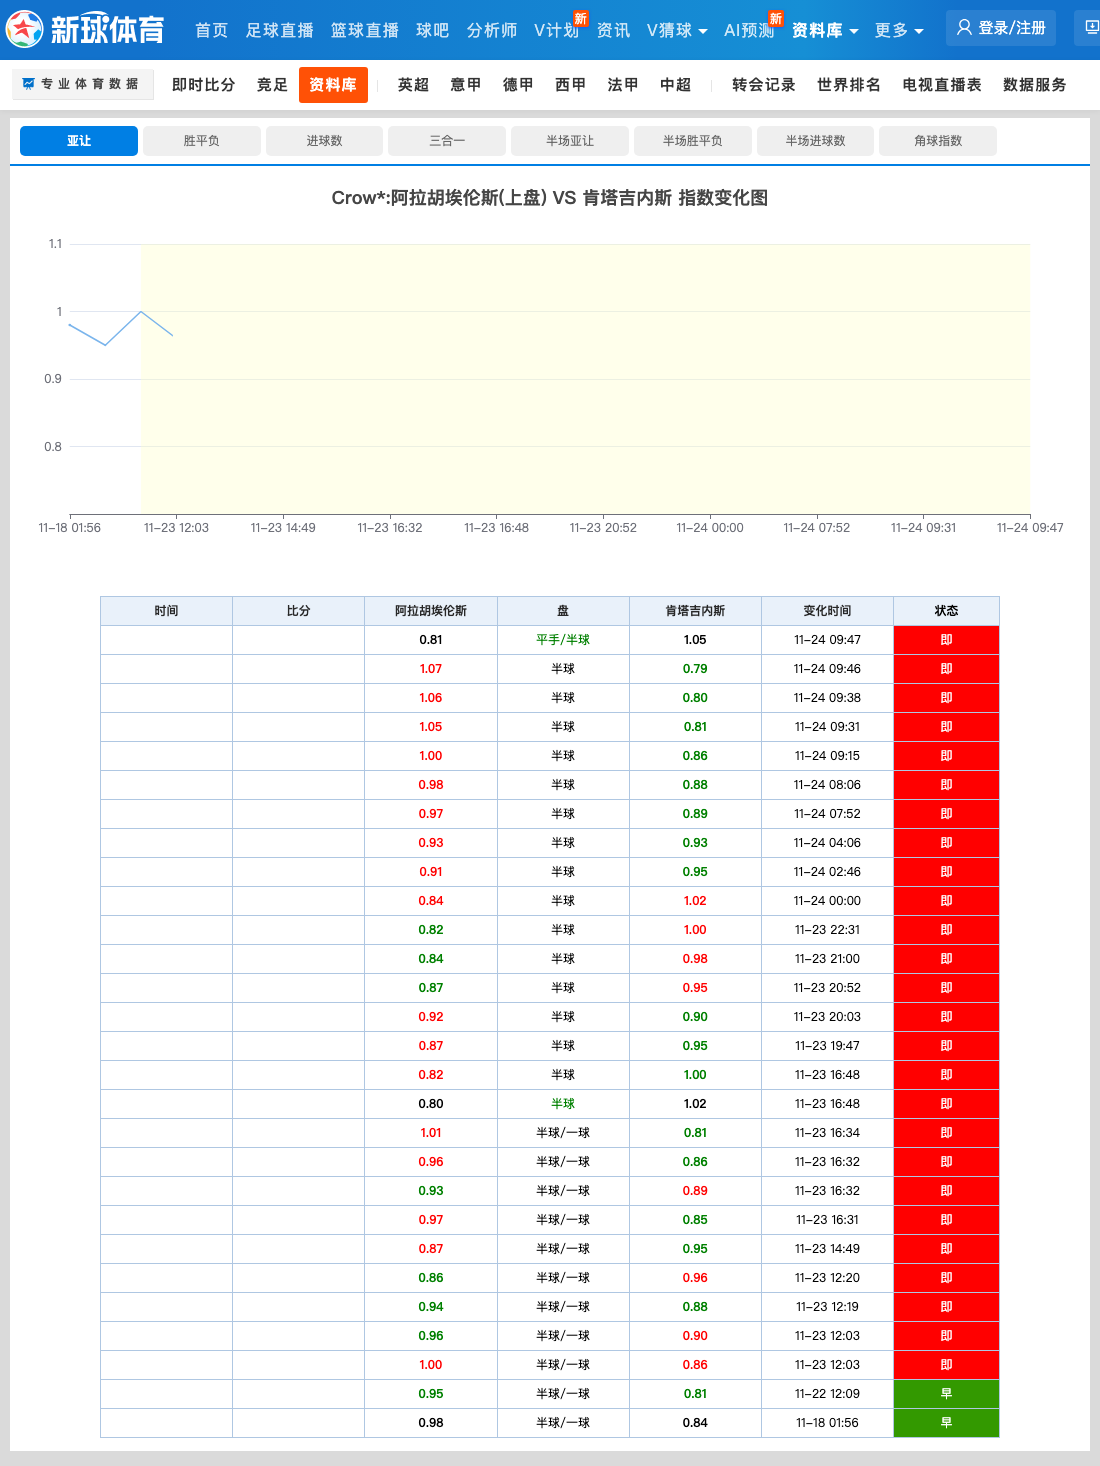 新球体育 首页 足球直播 篮球直播 球吧 分析师 V计划 新 资讯 V猜球 AI预测 新 资料库 更多 登录/注册
专业体育数据 即时比分 竞足 资料库 英超 意甲 德甲 西甲 法甲 中超 转会记录 世界排名 电视直播表 数据服务
亚让 胜平负 进球数 三合一 半场亚让 半场胜平负 半场进球数 角球指数
Crow*:阿拉胡埃伦斯(上盘) VS 肯塔吉内斯 指数变化图
1.1
1
0.9
0.8
11-18 01:56 11-23 12:03 11-23 14:49 11-23 16:32 11-23 16:48 11-23 20:52 11-24 00:00 11-24 07:52 11-24 09:31 11-24 09:47
时间 比分 阿拉胡埃伦斯 盘 肯塔吉内斯 变化时间 状态
0.81 平手/半球 1.05 11-24 09:47 即
1.07 半球 0.79 11-24 09:46 即
1.06 半球 0.80 11-24 09:38 即
1.05 半球 0.81 11-24 09:31 即
1.00 半球 0.86 11-24 09:15 即
0.98 半球 0.88 11-24 08:06 即
0.97 半球 0.89 11-24 07:52 即
0.93 半球 0.93 11-24 04:06 即
0.91 半球 0.95 11-24 02:46 即
0.84 半球 1.02 11-24 00:00 即
0.82 半球 1.00 11-23 22:31 即
0.84 半球 0.98 11-23 21:00 即
0.87 半球 0.95 11-23 20:52 即
0.92 半球 0.90 11-23 20:03 即
0.87 半球 0.95 11-23 19:47 即
0.82 半球 1.00 11-23 16:48 即
0.80 半球 1.02 11-23 16:48 即
1.01 半球/一球 0.81 11-23 16:34 即
0.96 半球/一球 0.86 11-23 16:32 即
0.93 半球/一球 0.89 11-23 16:32 即
0.97 半球/一球 0.85 11-23 16:31 即
0.87 半球/一球 0.95 11-23 14:49 即
0.86 半球/一球 0.96 11-23 12:20 即
0.94 半球/一球 0.88 11-23 12:19 即
0.96 半球/一球 0.90 11-23 12:03 即
1.00 半球/一球 0.86 11-23 12:03 即
0.95 半球/一球 0.81 11-22 12:09 早
0.98 半球/一球 0.84 11-18 01:56 早